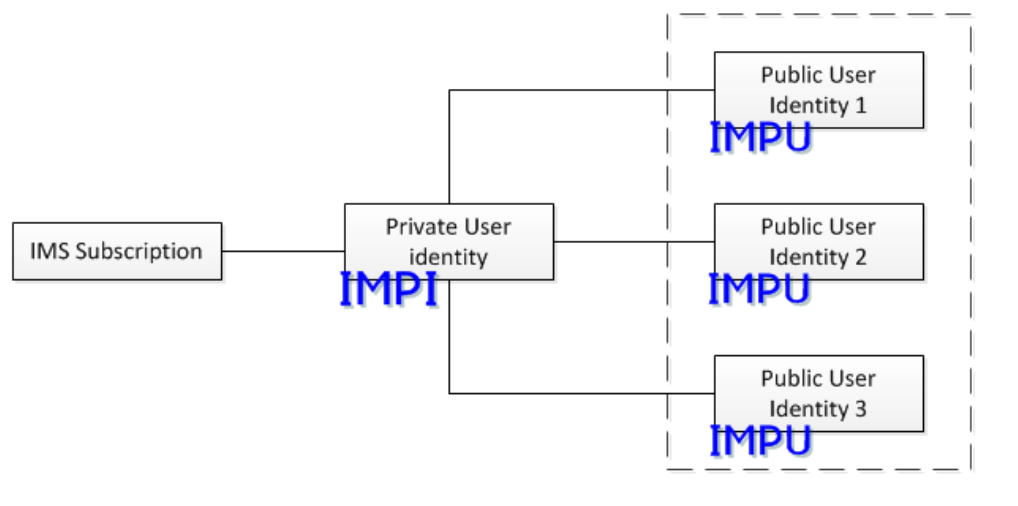 Public User
Identity 1
IMPU
IMS Subscription
Private User
identity
IMPI
Public User
Identity 2
IMPU
Public User
Identity 3
IMPU